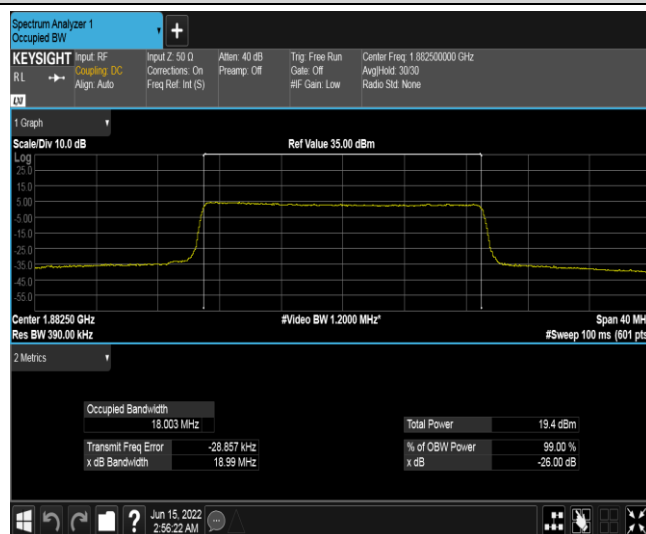 Spectrum Analyzer 1
Occupied BW
+
KEYSIGHT Input: RF Input Z: 50 Ω Atten: 40 dB Trig: Free Run Center Freq: 1.882500000 GHz
RL Coupling: DC Corrections: On Preamp: Off Gate: Off Avg|Hold: 30/30
Align: Auto Freq Ref: Int (S) #IF Gain: Low Radio Std: None
LXI
1 Graph
Scale/Div 10.0 dB Ref Value 35.00 dBm
Log
25.0
15.0
5.00
-5.00
-15.0
-25.0
-35.0
-45.0
-55.0
Center 1.88250 GHz #Video BW 1.2000 MHz* Span 40 MH
Res BW 390.00 kHz #Sweep 100 ms (601 pts
2 Metrics
Occupied Bandwidth
18.003 MHz Total Power 19.4 dBm
Transmit Freq Error -28.857 kHz % of OBW Power 99.00 %
x dB Bandwidth 18.99 MHz x dB -26.00 dB
? Jun 15, 2022
2:56:22 AM